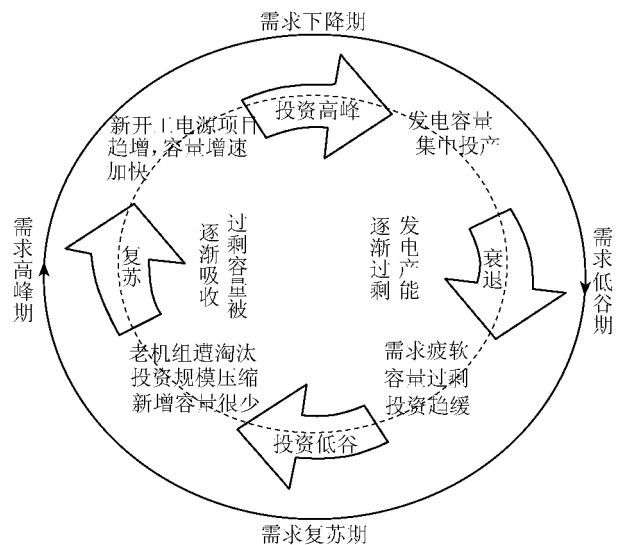 需求下降期
投资高峰
新开工电源项目
趋增,容量增速
加快
发电容量
集中投产
需求高峰期
复苏
过剩容量被
逐渐吸收
发电产能
逐渐过剩
衰退
需求低谷期
老机组遭淘汰
投资规模压缩
新增容量很少
需求疲软
容量过剩
投资趋缓
投资低谷
需求复苏期